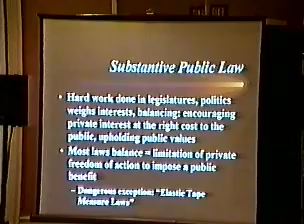 Substantive Public Law
• Hard work done in legislatures, politics
weighs interests, balancing: encouraging
private interest at the right cost to the
public, upholding public values
• Most laws balance = limitation of private
freedom of action to impose a public
benefit
– Dangerous exception: "Elastic Tape
Measure Laws"